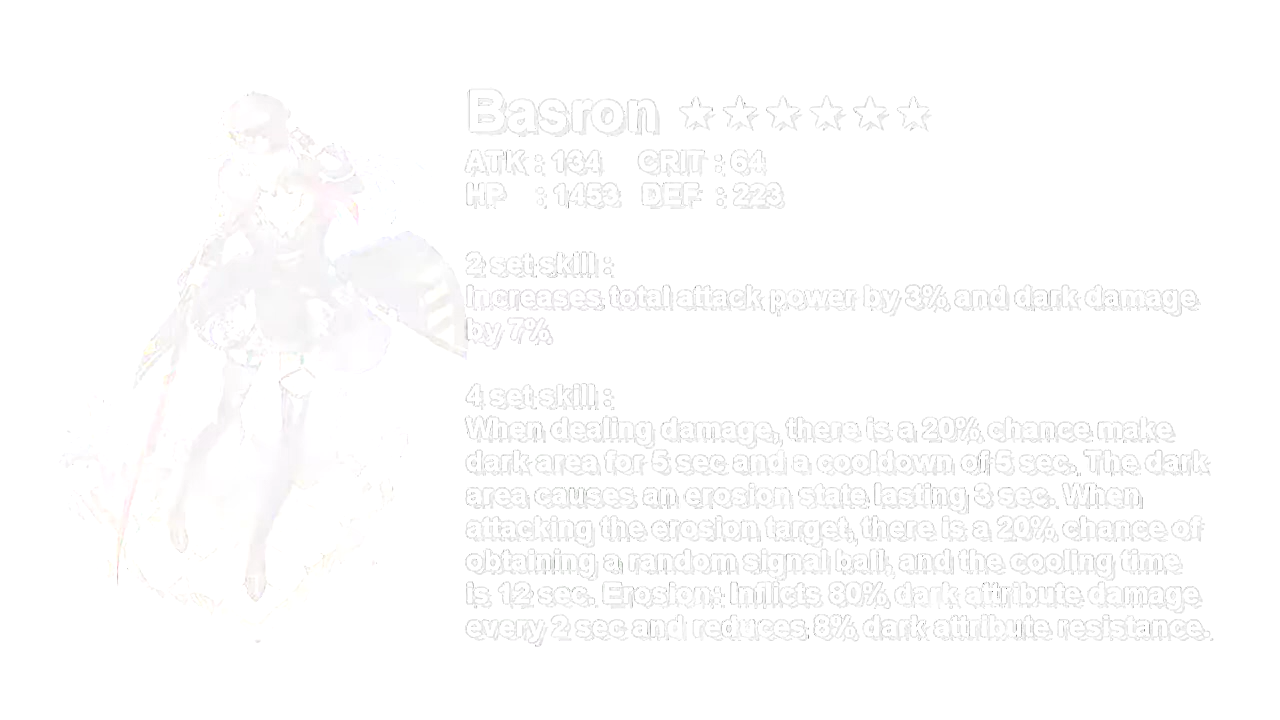 Basron ★★★★★★
ATK : 134 CRIT : 64
HP : 1453 DEF : 223
2 set skill :
Increases total attack power by 3% and dark damage
by 7%
4 set skill :
When dealing damage, there is a 20% chance make
dark area for 5 sec and a cooldown of 5 sec. The dark
area causes an erosion state lasting 3 sec. When
attacking the erosion target, there is a 20% chance of
obtaining a random signal ball, and the cooling time
is 12 sec. Erosion: Inflicts 80% dark attribute damage
every 2 sec and reduces 8% dark attribute resistance.